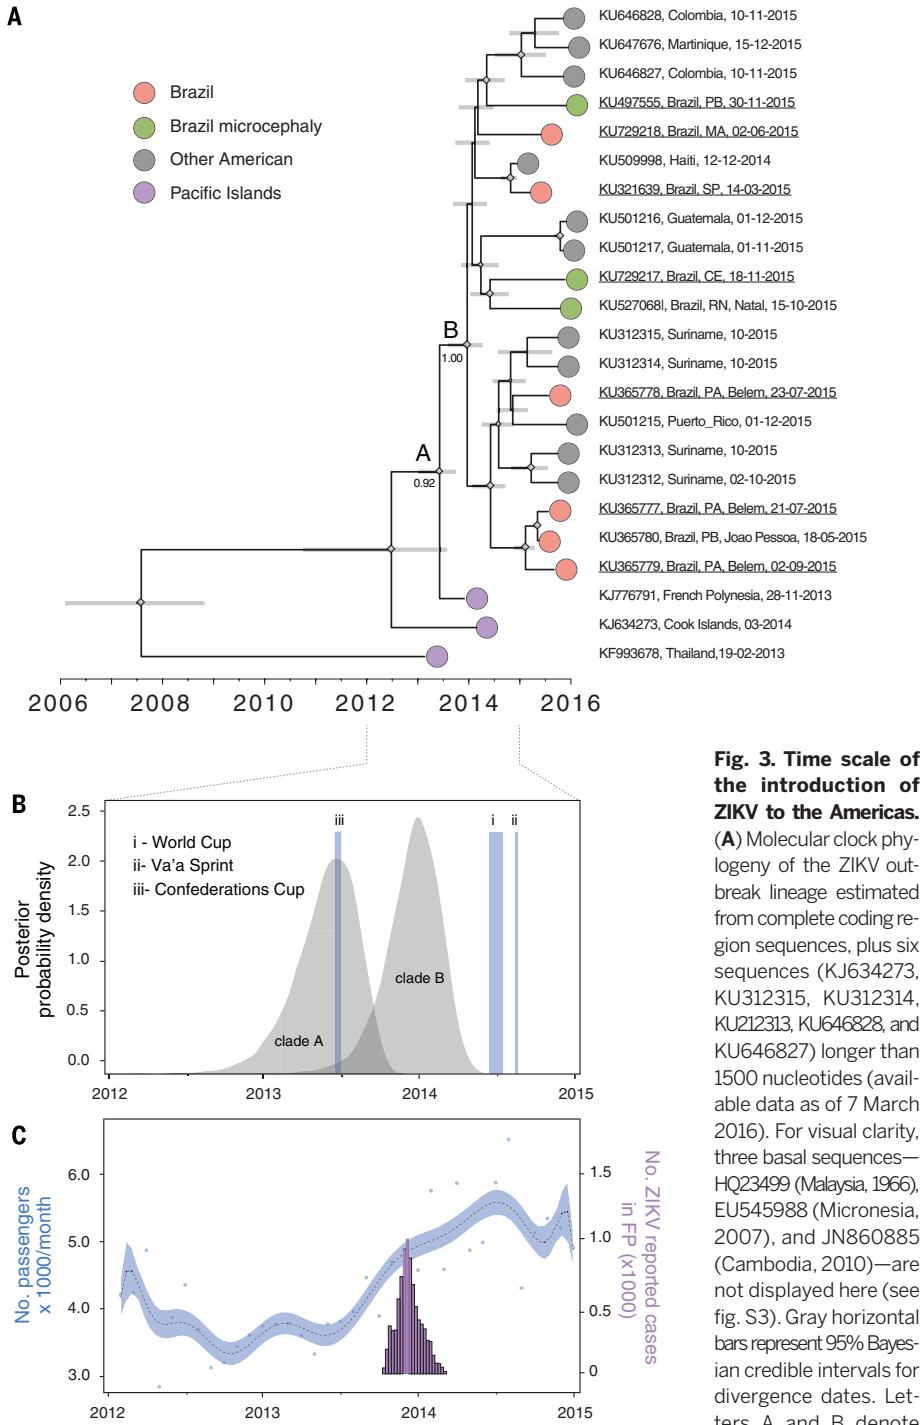 A
Brazil
Brazil microcephaly
Other American
Pacific Islands
KU646828, Colombia, 10-11-2015
KU647676, Martinique, 15-12-2015
KU646827, Colombia, 10-11-2015
KU497555, Brazil, PB, 30-11-2015
KU729218, Brazil, MA, 02-06-2015
KU509998, Haiti, 12-12-2014
KU321639, Brazil, SP, 14-03-2015
KU501216, Guatemala, 01-12-2015
KU501217, Guatemala, 01-11-2015
KU729217, Brazil, CE, 18-11-2015
KU527068l, Brazil, RN, Natal, 15-10-2015
KU312315, Suriname, 10-2015
KU312314, Suriname, 10-2015
KU365778, Brazil, PA, Belem, 23-07-2015
KU501215, Puerto_Rico, 01-12-2015
KU312313, Suriname, 10-2015
KU312312, Suriname, 02-10-2015
KU365777, Brazil, PA, Belem, 21-07-2015
KU365780, Brazil, PB, Joao Pessoa, 18-05-2015
KU365779, Brazil, PA, Belem, 02-09-2015
KJ776791, French Polynesia, 28-11-2013
KJ634273, Cook Islands, 03-2014
KF993678, Thailand,19-02-2013
B
1.00
A
0.92
2006 2008 2010 2012 2014 2016
B
Posterior
probability density
2.5
2.0
1.5
1.0
0.5
0.0
i - World Cup
ii- Va'a Sprint
iii- Confederations Cup
iii
i
ii
clade A
clade B
2012 2013 2014 2015
C
No. passengers
x 1000/month
6.0
5.0
4.0
3.0
1.5
1.0
0.5
0
No. ZIKV reported cases
in FP (x1000)
2012 2013 2014 2015
Fig. 3. Time scale of
the introduction of
ZIKV to the Americas.
(A) Molecular clock phy-
logeny of the ZIKV out-
break lineage estimated
from complete coding re-
gion sequences, plus six
sequences (KJ634273,
KU312315, KU312314,
KU212313, KU646828, and
KU646827) longer than
1500 nucleotides (avail-
able data as of 7 March
2016). For visual clarity,
three basal sequences—
HQ23499 (Malaysia, 1966),
EU545988 (Micronesia,
2007), and JN860885
(Cambodia, 2010)—are
not displayed here (see
fig. S3). Gray horizontal
bars represent 95% Bayes-
ian credible intervals for
divergence dates. Let-
ters A and B denote